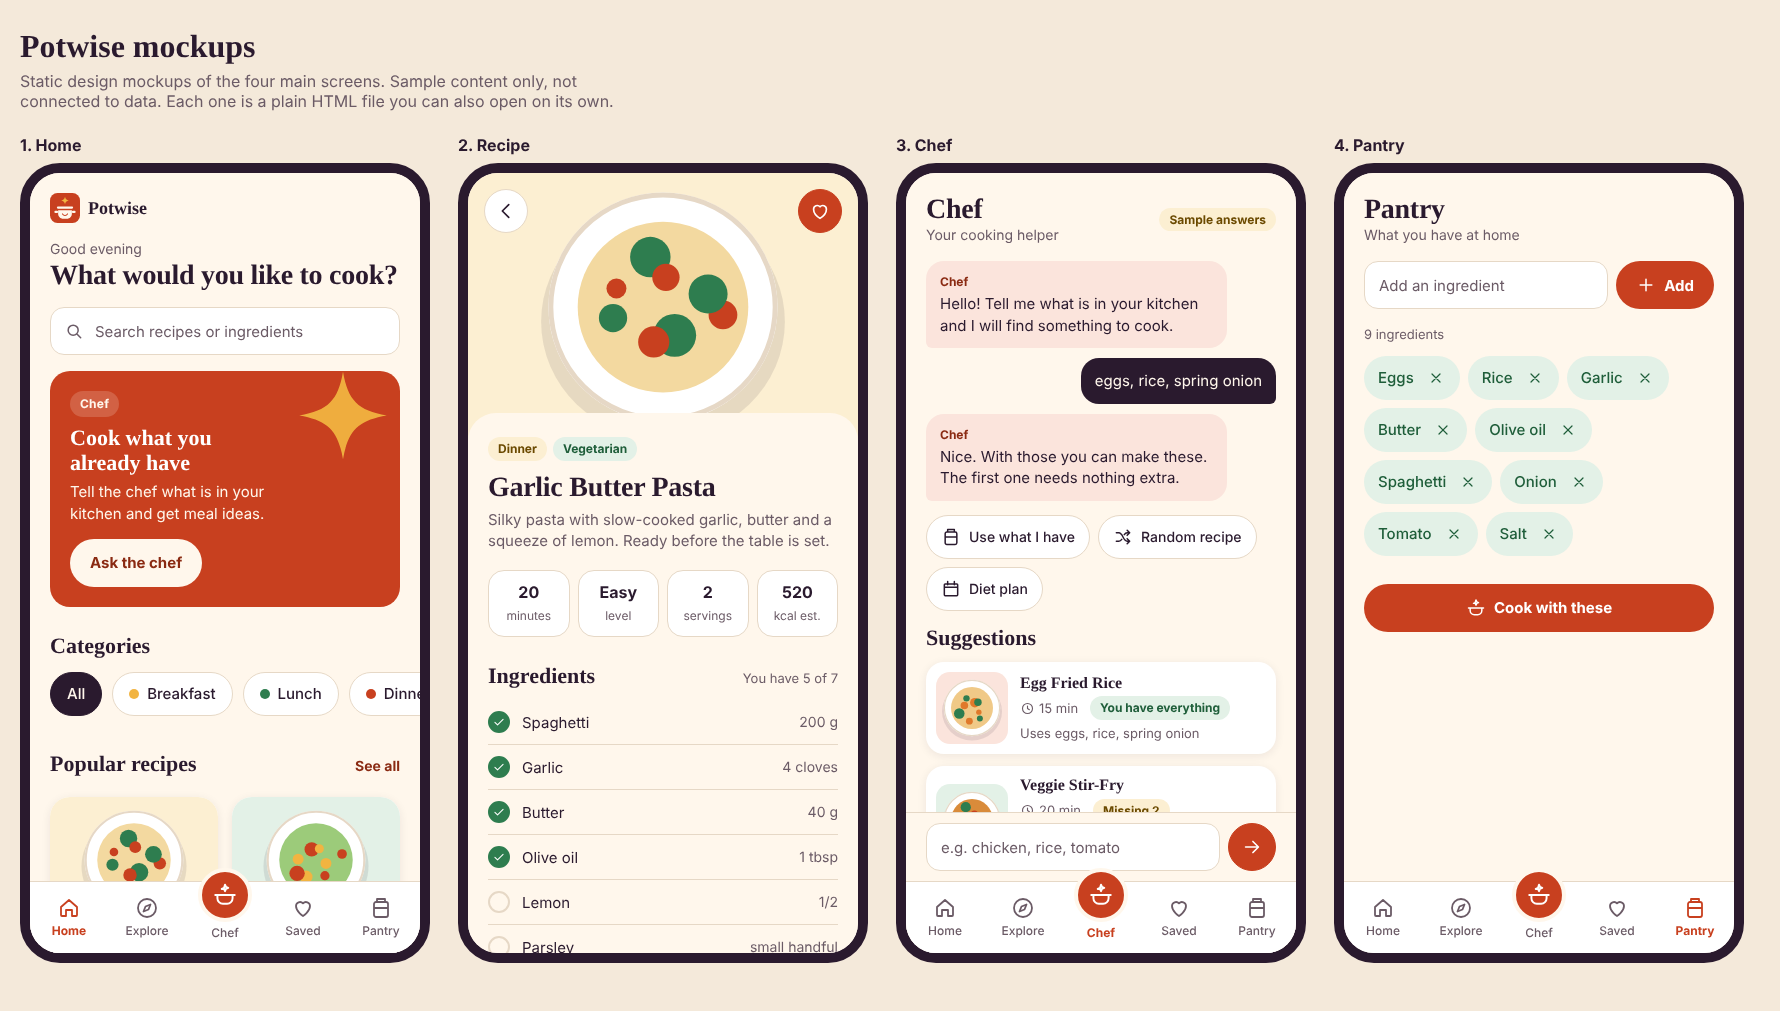 Potwise mockups
Static design mockups of the four main screens. Sample content only, not
connected to data. Each one is a plain HTML file you can also open on its own.
1. Home
Potwise
Good evening
What would you like to cook?
Search recipes or ingredients
Chef
Cook what you
already have
Tell the chef what is in your
kitchen and get meal ideas.
Ask the chef
Categories
All
Breakfast
Lunch
Dinne
Popular recipes
See all
Home
Explore
Chef
Saved
Pantry
2. Recipe
Dinner
Vegetarian
Garlic Butter Pasta
Silky pasta with slow-cooked garlic, butter and a
squeeze of lemon. Ready before the table is set.
20
minutes
Easy
level
2
servings
520
kcal est.
Ingredients
You have 5 of 7
Spaghetti
200 g
Garlic
4 cloves
Butter
40 g
Olive oil
1 tbsp
Lemon
1/2
Parsley
small handful
3. Chef
Chef
Your cooking helper
Sample answers
Chef
Hello! Tell me what is in your kitchen
and I will find something to cook.
eggs, rice, spring onion
Chef
Nice. With those you can make these.
The first one needs nothing extra.
Use what I have
Random recipe
Diet plan
Suggestions
Egg Fried Rice
15 min
You have everything
Uses eggs, rice, spring onion
Veggie Stir-Fry
20 min
Missing 2
e.g. chicken, rice, tomato
Home
Explore
Chef
Saved
Pantry
4. Pantry
Pantry
What you have at home
Add an ingredient
Add
9 ingredients
Eggs
Rice
Garlic
Butter
Olive oil
Spaghetti
Onion
Tomato
Salt
Cook with these
Home
Explore
Chef
Saved
Pantry